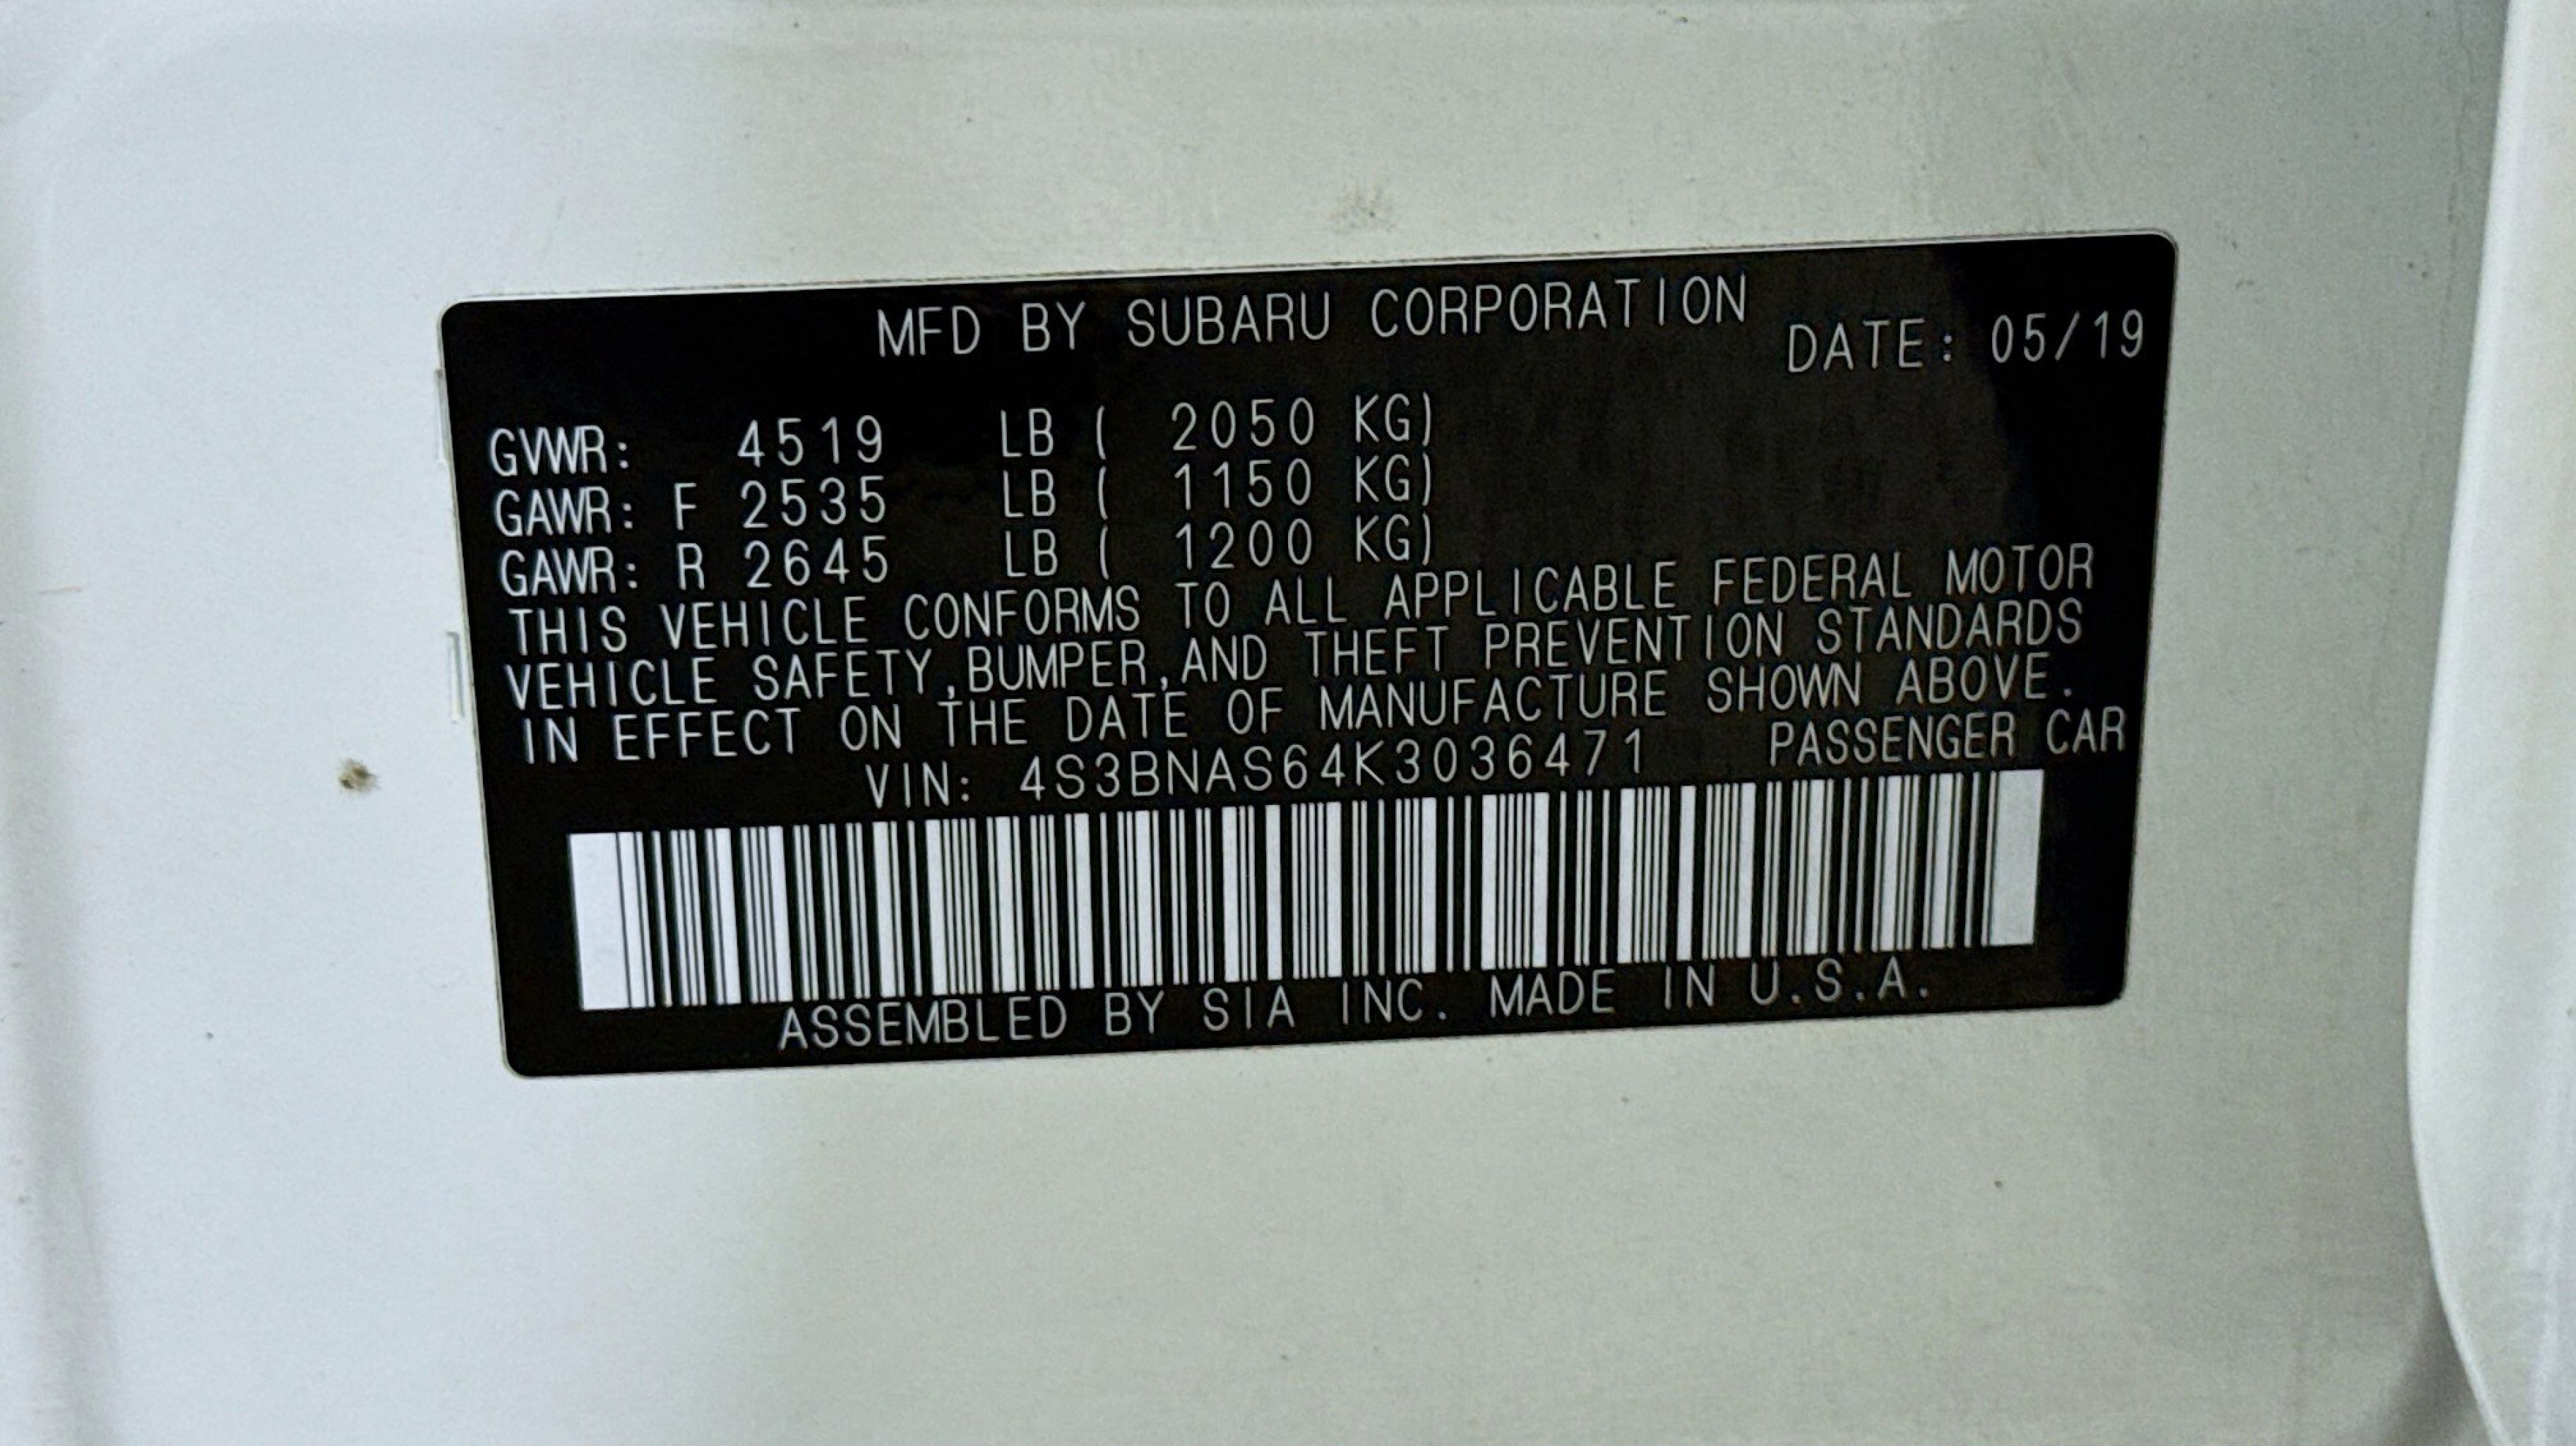 MFD BY SUBARU CORPORATION
DATE: 05/19
GVWR: 4519 LB ( 2050 KG)
GAWR: F 2535 LB ( 1150 KG)
GAWR: R 2645 LB ( 1200 KG)
THIS VEHICLE CONFORMS TO ALL APPLICABLE FEDERAL MOTOR
VEHICLE SAFETY,BUMPER,AND THEFT PREVENTION STANDARDS
IN EFFECT ON THE DATE OF MANUFACTURE SHOWN ABOVE.
VIN: 4S3BNAS64K3036471 PASSENGER CAR
ASSEMBLED BY SIA INC. MADE IN U.S.A.